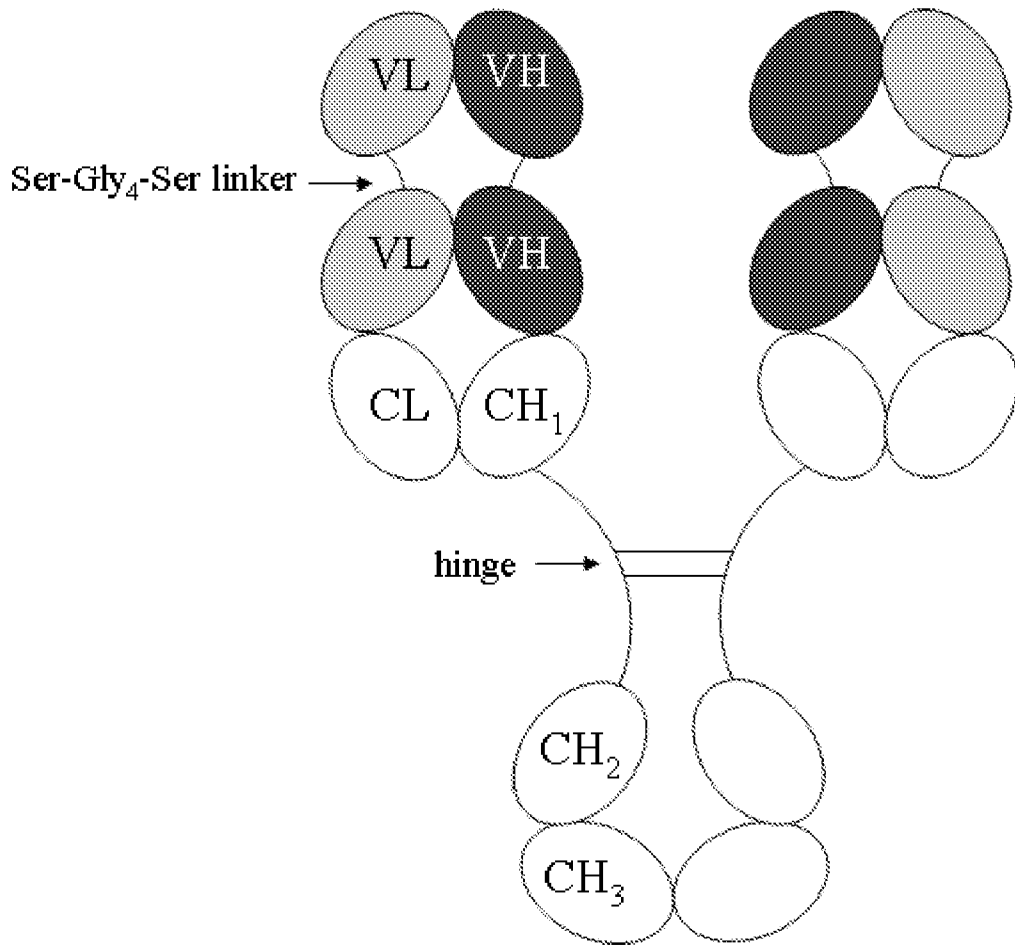 VL VH
Ser-Gly₄-Ser linker
VL VH
CL CH₁
hinge
CH₂
CH₃